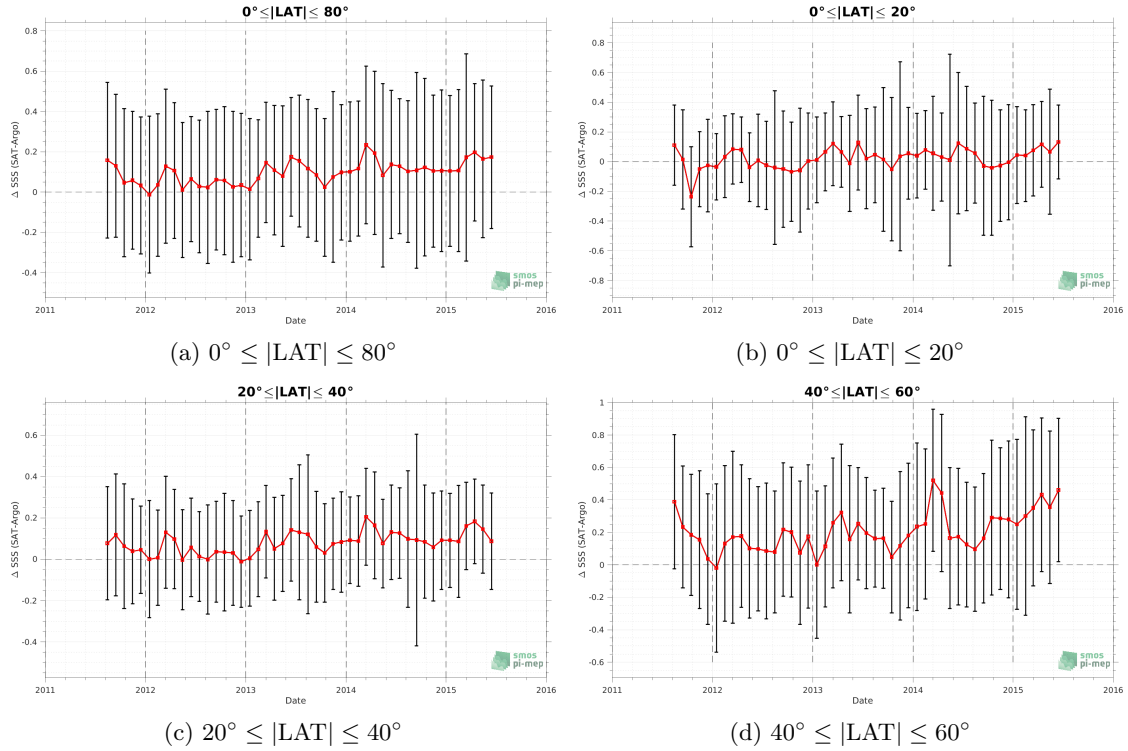 0°≤|LAT|≤ 80°
0.8
0.6
0.4
0.2
0
-0.2
-0.4
Δ SSS (SAT-Argo)
smos
pi-mep
2011 2012 2013 2014 2015 2016
Date
(a) 0° ≤ |LAT| ≤ 80°
0°≤|LAT|≤ 20°
0.8
0.6
0.4
0.2
0
-0.2
-0.4
-0.6
-0.8
Δ SSS (SAT-Argo)
smos
pi-mep
2011 2012 2013 2014 2015 2016
Date
(b) 0° ≤ |LAT| ≤ 20°
20°≤|LAT|≤ 40°
0.6
0.4
0.2
0
-0.2
-0.4
Δ SSS (SAT-Argo)
smos
pi-mep
2011 2012 2013 2014 2015 2016
Date
(c) 20° ≤ |LAT| ≤ 40°
40°≤|LAT|≤ 60°
1
0.8
0.6
0.4
0.2
0
-0.2
-0.4
-0.6
Δ SSS (SAT-Argo)
smos
pi-mep
2011 2012 2013 2014 2015 2016
Date
(d) 40° ≤ |LAT| ≤ 60°